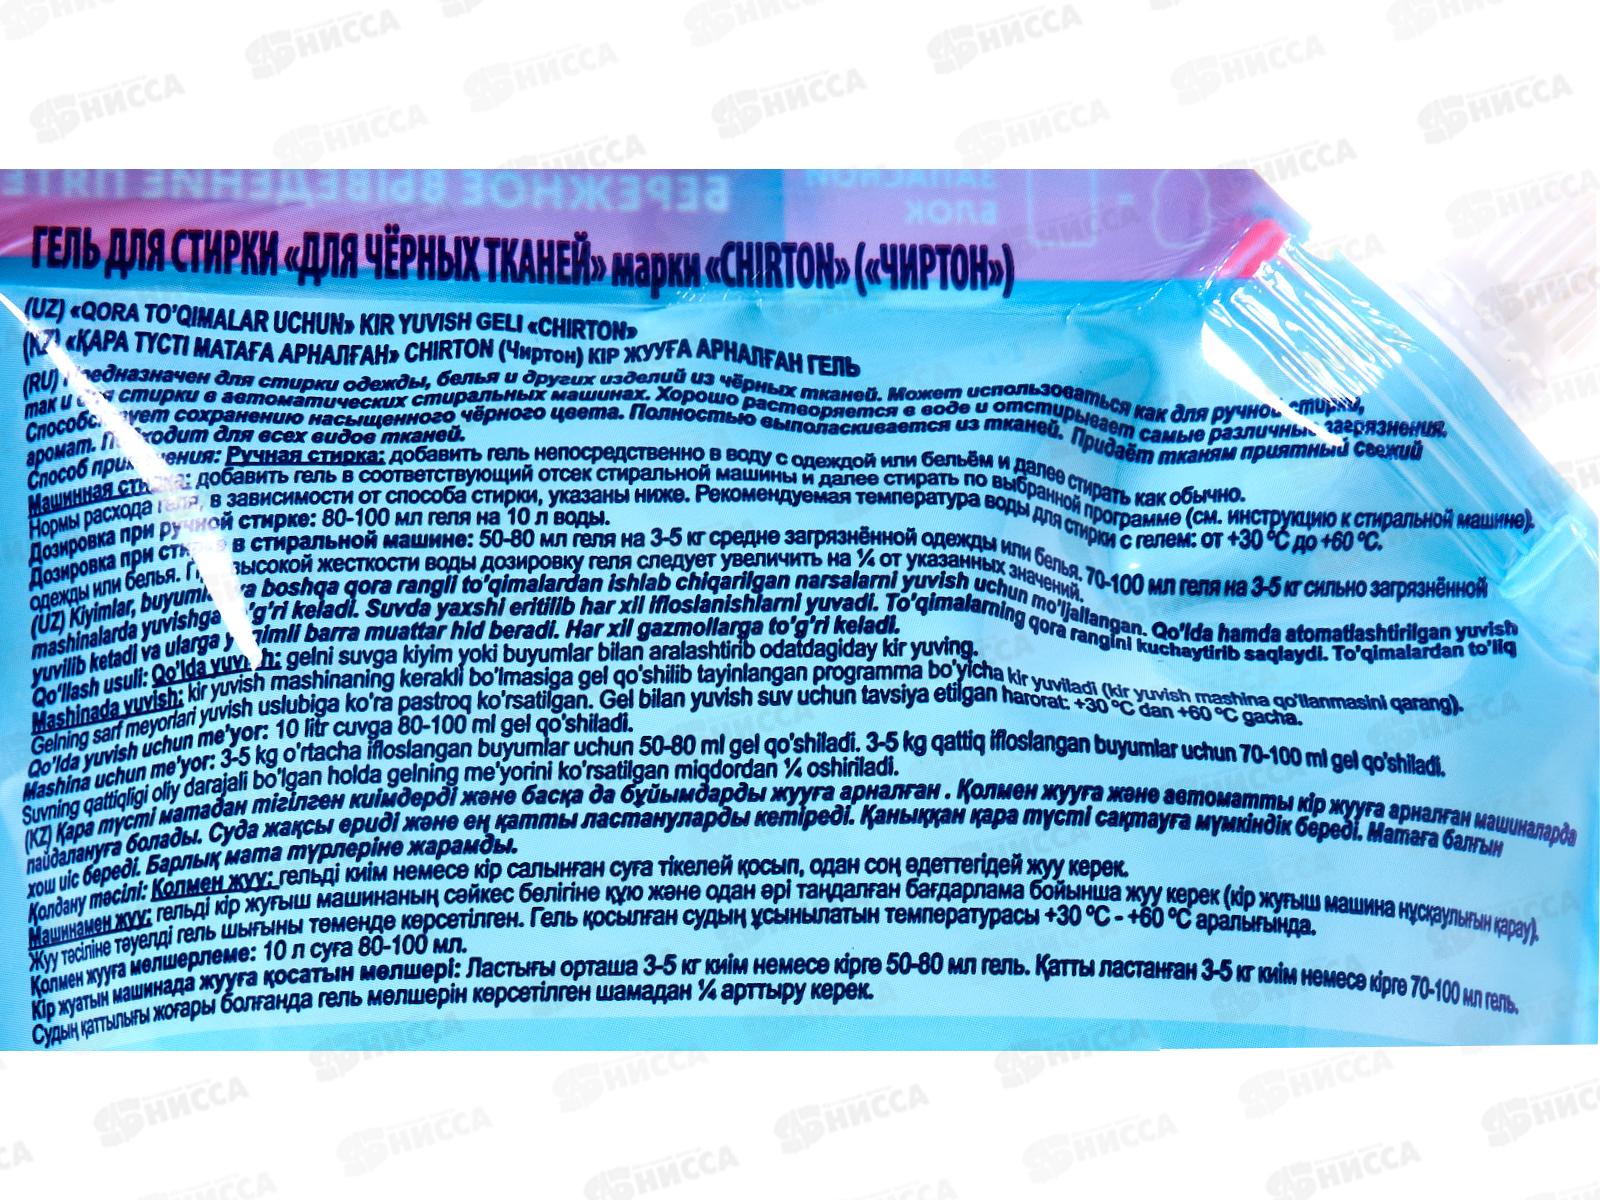 БЕРЕЖНОЕ ВЫВЕДЕНИЕ ПЯТЕ
ЗАПАСНОЙ
БЛОК
ГЕЛЬ ДЛЯ СТИРКИ «ДЛЯ ЧЁРНЫХ ТКАНЕЙ» марки «CHIRTON» («ЧИРТОН»)
(UZ) «QORA TO'QIMALAR UCHUN» KIR YUVISH GELI «CHIRTON»
(KZ) «ҚАРА ТҮСТІ МАТАҒА АРНАЛҒАН» CHIRTON (Чиртон) КІР ЖУУҒА АРНАЛҒАН ГЕЛЬ
(RU) Предназначен для стирки одежды, белья и других изделий из чёрных тканей. Может использоваться как для ручной стирки,
так и для стирки в автоматических стиральных машинах. Хорошо растворяется в воде и отстирывает самые различные загрязнения.
Способствует сохранению насыщенного чёрного цвета. Полностью выполаскивается из тканей. Придаёт тканям приятный свежий
аромат. Подходит для всех видов тканей.
Способ применения: Ручная стирка: добавить гель непосредственно в воду с одеждой или бельём и далее стирать как обычно.
Машинная стирка: добавить гель в соответствующий отсек стиральной машины и далее стирать по выбранной программе (см. инструкцию к стиральной машине).
Нормы расхода геля, в зависимости от способа стирки, указаны ниже. Рекомендуемая температура воды для стирки с гелем: от +30 °С до +60 °С.
Дозировка при ручной стирке: 80-100 мл геля на 10 л воды.
Дозировка при стирке в стиральной машине: 50-80 мл геля на 3-5 кг средне загрязнённой одежды или белья. 70-100 мл геля на 3-5 кг сильно загрязнённой
одежды или белья. При высокой жесткости воды дозировку геля следует увеличить на ¼ от указанных значений.
(UZ) Kiyimlar, buyumlar va boshqa qora rangli to'qimalardan ishlab chiqarilgan narsalarni yuvish uchun mo'ljallangan. Qo'lda hamda atomatlashtirilgan yuvish
mashinalarda yuvishga to'g'ri keladi. Suvda yaxshi eritilib har xil ifloslanishlarni yuvadi. To'qimalarning qora rangini kuchaytirib saqlaydi. To'qimalardan to'liq
yuvilib ketadi va ularga yoqimli barra muattar hid beradi. Har xil gazmollarga to'g'ri keladi.
Qo'llash usuli: Qo'lda yuvish: gelni suvga kiyim yoki buyumlar bilan aralashtirib odatdagiday kir yuving.
Mashinada yuvish: kir yuvish mashinaning kerakli bo'lmasiga gel qo'shilib tayinlangan programma bo'yicha kir yuviladi (kir yuvish mashina qo'llanmasini qarang).
Gelning sarf meyorlari yuvish uslubiga ko'ra pastroq ko'rsatilgan. Gel bilan yuvish suv uchun tavsiya etilgan harorat: +30 °C dan +60 °C gacha.
Qo'lda yuvish uchun me'yor: 10 litr cuvga 80-100 ml gel qo'shiladi.
Mashina uchun me'yor: 3-5 kg o'rtacha ifloslangan buyumlar uchun 50-80 ml gel qo'shiladi. 3-5 kg qattiq ifloslangan buyumlar uchun 70-100 ml gel qo'shiladi.
Suvning qattiqligi oliy darajali bo'lgan holda gelning me'yorini ko'rsatilgan miqdordan ¼ oshiriladi.
(KZ) Қара түсті матадан тігілген киімдерді және басқа да бұйымдарды жууға арналған . Қолмен жууға және автоматты кір жууға арналған машиналарда
пайдалануға болады. Суда жақсы ериді және ең қатты ластануларды кетіреді. Қаныққан қара түсті сақтауға мүмкіндік береді. Матаға балғын
хош иіс береді. Барлық мата түрлеріне жарамды.
Қолдану тәсілі: Қолмен жуу: гельді киім немесе кір салынған суға тікелей қосып, одан соң әдеттегідей жуу керек.
Машинамен жуу: гельді кір жуғыш машинаның сәйкес бөлігіне құю және одан әрі таңдалған бағдарлама бойынша жуу керек (кір жуғыш машина нұсқаулығын қарау).
Жуу тәсіліне тәуелді гель шығыны төменде көрсетілген. Гель қосылған судың ұсынылатын температурасы +30 °С - +60 °С аралығында.
Қолмен жууға мөлшерлеме: 10 л суға 80-100 мл.
Кір жуатын машинада жууға қосатын мөлшері: Ластығы орташа 3-5 кг киім немесе кірге 50-80 мл гель. Қатты ластанған 3-5 кг киім немесе кірге 70-100 мл гель.
Судың қаттылығы жоғары болғанда гель мөлшерін көрсетілген шамадан ¼ арттыру керек.
НИССА